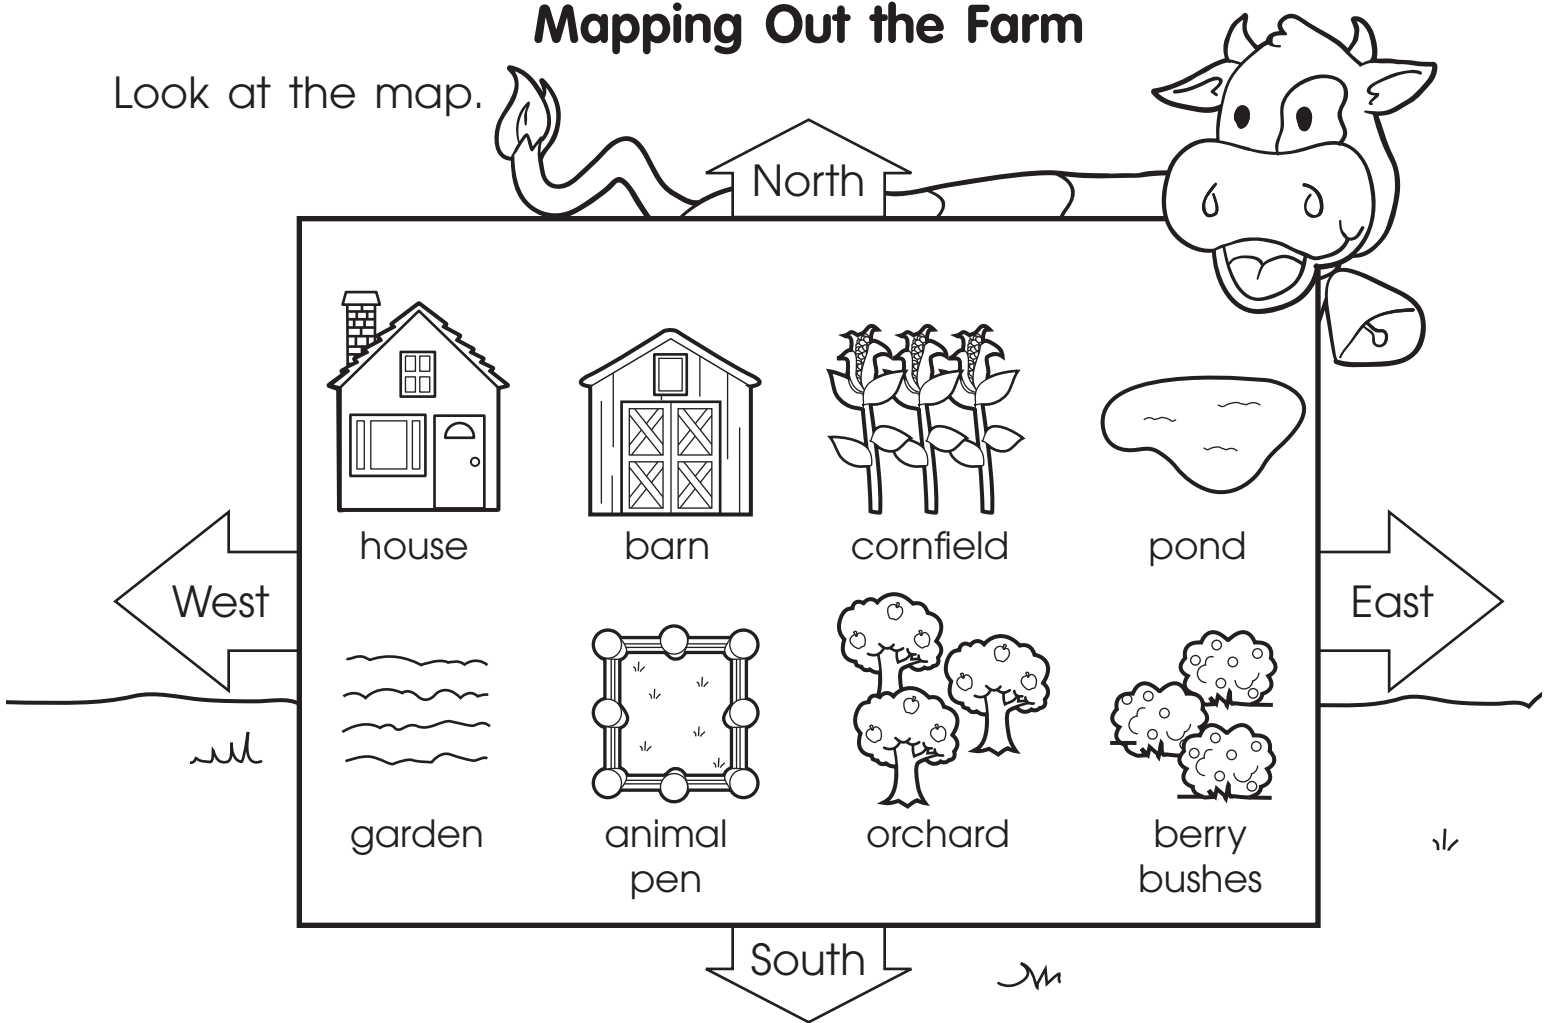 Mapping Out the Farm
Look at the map.
North
house barn cornfield pond
West East
garden animal pen orchard berry bushes
South